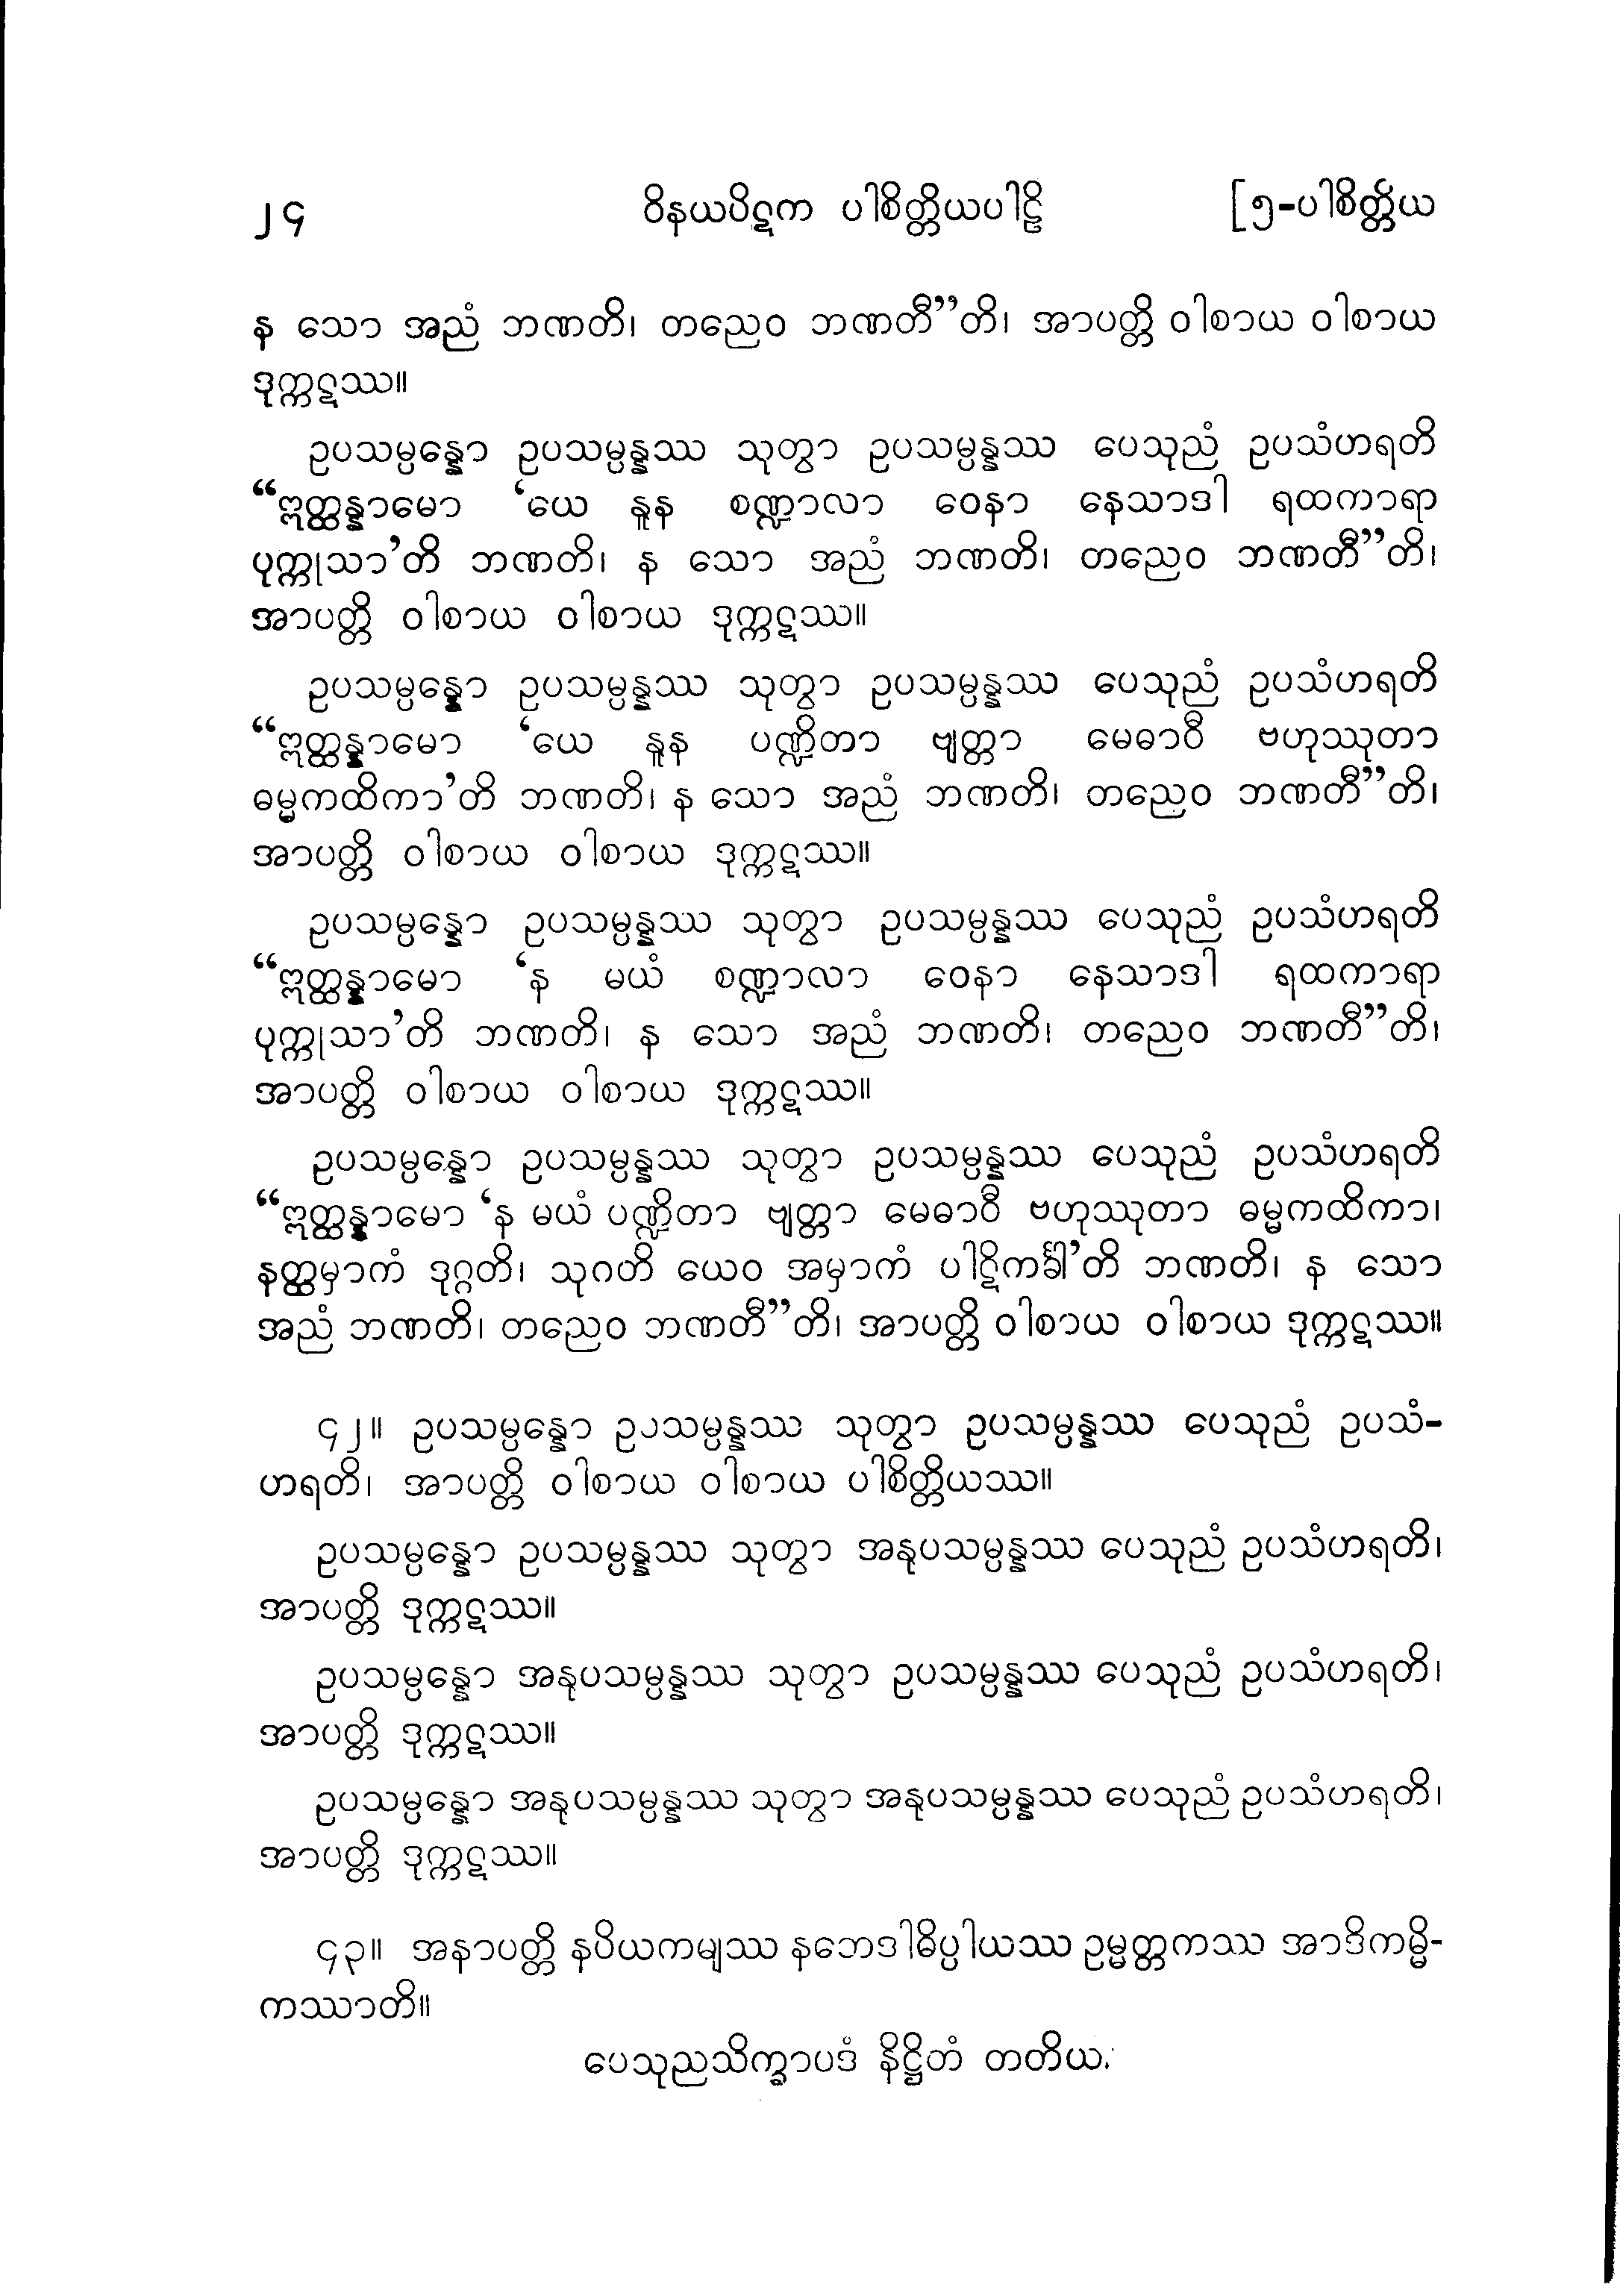 ၂၄ ဝိနယပိဋက ပါစိတ္တိယပါဠိ [၅-ပါစိတ္တိယ
န သော အညံ ဘဏတိ၊ တညေဝ ဘဏတီ”တိ၊ အာပတ္တိ ဝါစာယ ဝါစာယ
ဒုက္ကဋဿ။
ဥပသမ္ပန္နော ဥပသမ္ပန္နဿ သုတွာ ဥပသမ္ပန္နဿ ပေသုညံ ဥပသံဟရတိ
“ဣတ္ထန္နာမော ‘ယေ နူန စဏ္ဍာလာ ဝေနာ နေသာဒါ ရထကာရာ
ပုက္ကုသာ’တိ ဘဏတိ၊ န သော အညံ ဘဏတိ၊ တညေဝ ဘဏတီ”တိ၊
အာပတ္တိ ဝါစာယ ဝါစာယ ဒုက္ကဋဿ။
ဥပသမ္ပန္နော ဥပသမ္ပန္နဿ သုတွာ ဥပသမ္ပန္နဿ ပေသုညံ ဥပသံဟရတိ
“ဣတ္ထန္နာမော ‘ယေ နူန ပဏ္ဍိတာ ဗျတ္တာ မေဓာဝီ ဗဟုဿုတာ
ဓမ္မကထိကာ’တိ ဘဏတိ၊ န သော အညံ ဘဏတိ၊ တညေဝ ဘဏတီ”တိ၊
အာပတ္တိ ဝါစာယ ဝါစာယ ဒုက္ကဋဿ။
ဥပသမ္ပန္နော ဥပသမ္ပန္နဿ သုတွာ ဥပသမ္ပန္နဿ ပေသုညံ ဥပသံဟရတိ
“ဣတ္ထန္နာမော ‘န မယံ စဏ္ဍာလာ ဝေနာ နေသာဒါ ရထကာရာ
ပုက္ကုသာ’တိ ဘဏတိ၊ န သော အညံ ဘဏတိ၊ တညေဝ ဘဏတီ”တိ၊
အာပတ္တိ ဝါစာယ ဝါစာယ ဒုက္ကဋဿ။
ဥပသမ္ပန္နော ဥပသမ္ပန္နဿ သုတွာ ဥပသမ္ပန္နဿ ပေသုညံ ဥပသံဟရတိ
“ဣတ္ထန္နာမော ‘န မယံ ပဏ္ဍိတာ ဗျတ္တာ မေဓာဝီ ဗဟုဿုတာ ဓမ္မကထိကာ၊
နတ္ထမှာကံ ဒုဂ္ဂတိ၊ သုဂတိ ယေဝ အမှာကံ ပါဋိကင်္ခါ’တိ ဘဏတိ၊ န သော
အညံ ဘဏတိ၊ တညေဝ ဘဏတီ”တိ၊ အာပတ္တိ ဝါစာယ ဝါစာယ ဒုက္ကဋဿ။
၄၂။ ဥပသမ္ပန္နော ဥပသမ္ပန္နဿ သုတွာ ဥပသမ္ပန္နဿ ပေသုညံ ဥပသံ-
ဟရတိ၊ အာပတ္တိ ဝါစာယ ဝါစာယ ပါစိတ္တိယဿ။
ဥပသမ္ပန္နော ဥပသမ္ပန္နဿ သုတွာ အနုပသမ္ပန္နဿ ပေသုညံ ဥပသံဟရတိ၊
အာပတ္တိ ဒုက္ကဋဿ။
ဥပသမ္ပန္နော အနုပသမ္ပန္နဿ သုတွာ ဥပသမ္ပန္နဿ ပေသုညံ ဥပသံဟရတိ၊
အာပတ္တိ ဒုက္ကဋဿ။
ဥပသမ္ပန္နော အနုပသမ္ပန္နဿ သုတွာ အနုပသမ္ပန္နဿ ပေသုညံ ဥပသံဟရတိ၊
အာပတ္တိ ဒုက္ကဋဿ။
၄၃။ အနာပတ္တိ နပိယကမျဿ နဘေဒါဓိပ္ပါယဿ ဥမ္မတ္တကဿ အာဒိကမ္မိ-
ကဿာတိ။
ပေသုညသိက္ခာပဒံ နိဋ္ဌိတံ တတိယံ.